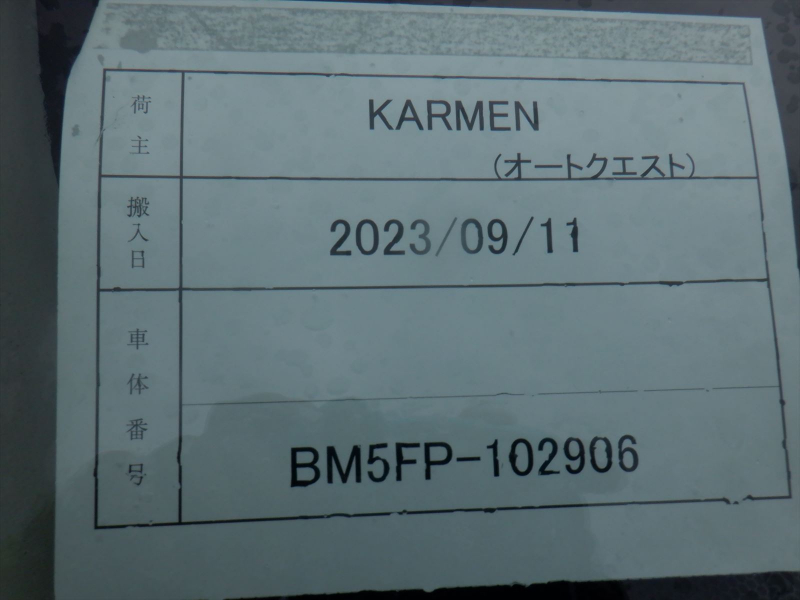 荷主
KARMEN
(オートクエスト)
搬入日
2023/09/11
車体番号
BM5FP-102906